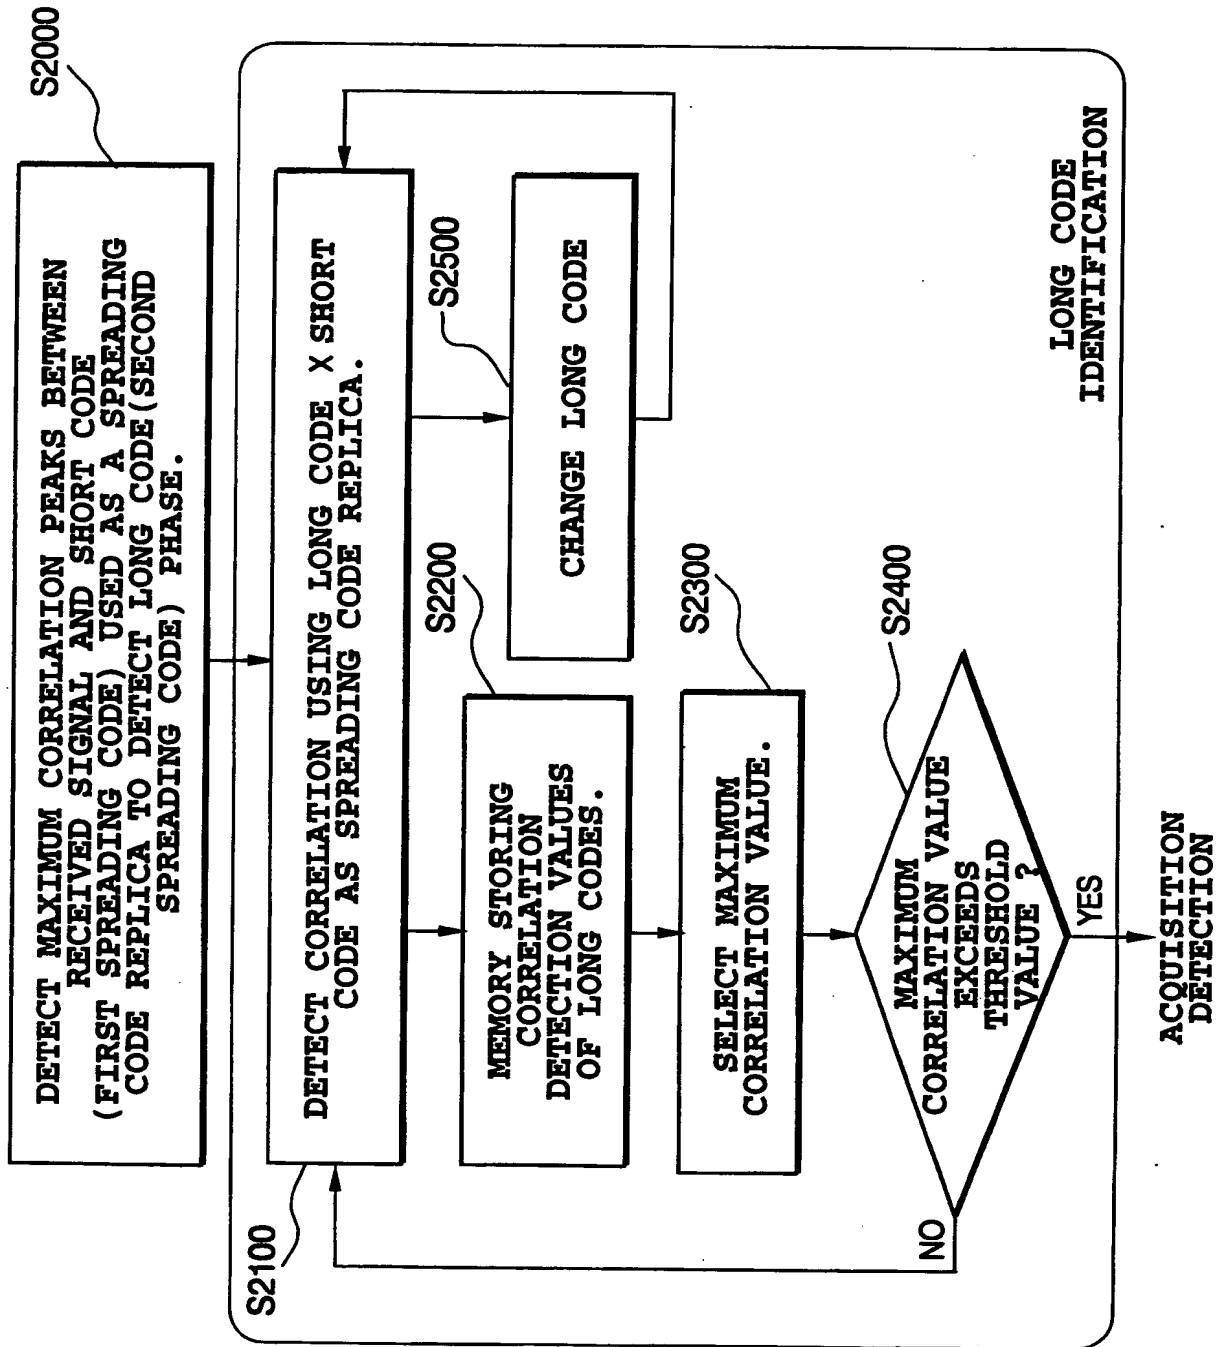 S2000
DETECT MAXIMUM CORRELATION PEAKS BETWEEN
RECEIVED SIGNAL AND SHORT CODE
(FIRST SPREADING CODE) USED AS A SPREADING
CODE REPLICA TO DETECT LONG CODE(SECOND
SPREADING CODE) PHASE.
S2100
DETECT CORRELATION USING LONG CODE X SHORT
CODE AS SPREADING CODE REPLICA.
S2200
MEMORY STORING
CORRELATION
DETECTION VALUES
OF LONG CODES.
S2500
CHANGE LONG CODE
S2300
SELECT MAXIMUM
CORRELATION VALUE.
S2400
MAXIMUM
CORRELATION VALUE
EXCEEDS
THRESHOLD
VALUE ?
NO
YES
LONG CODE
IDENTIFICATION
ACQUISITION
DETECTION